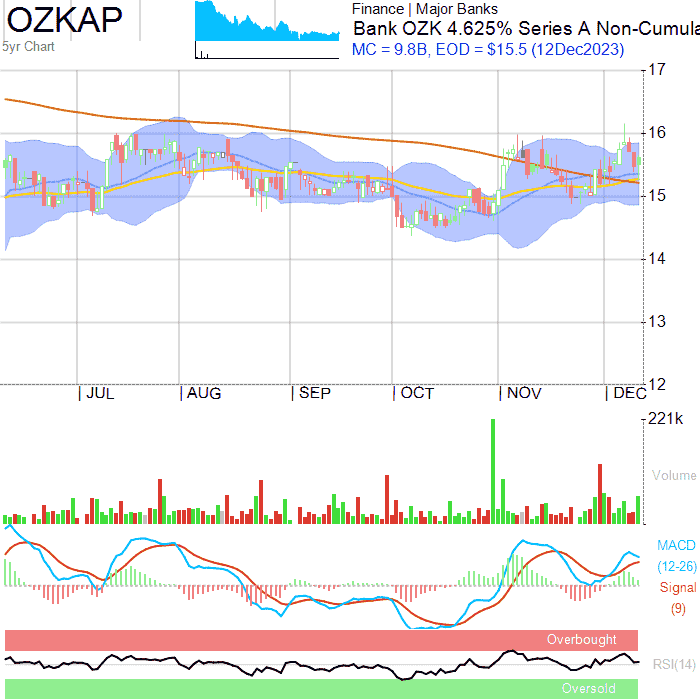 OZKAP
5yr Chart
Finance | Major Banks
Bank OZK 4.625% Series A Non-Cumula
MC = 9.8B, EOD = $15.5 (12Dec2023)
17
16
15
14
13
12
| JUL | AUG | SEP | OCT | NOV | DEC
221k
Volume
MACD
(12-26)
Signal
(9)
Overbought
RSI(14)
Oversold